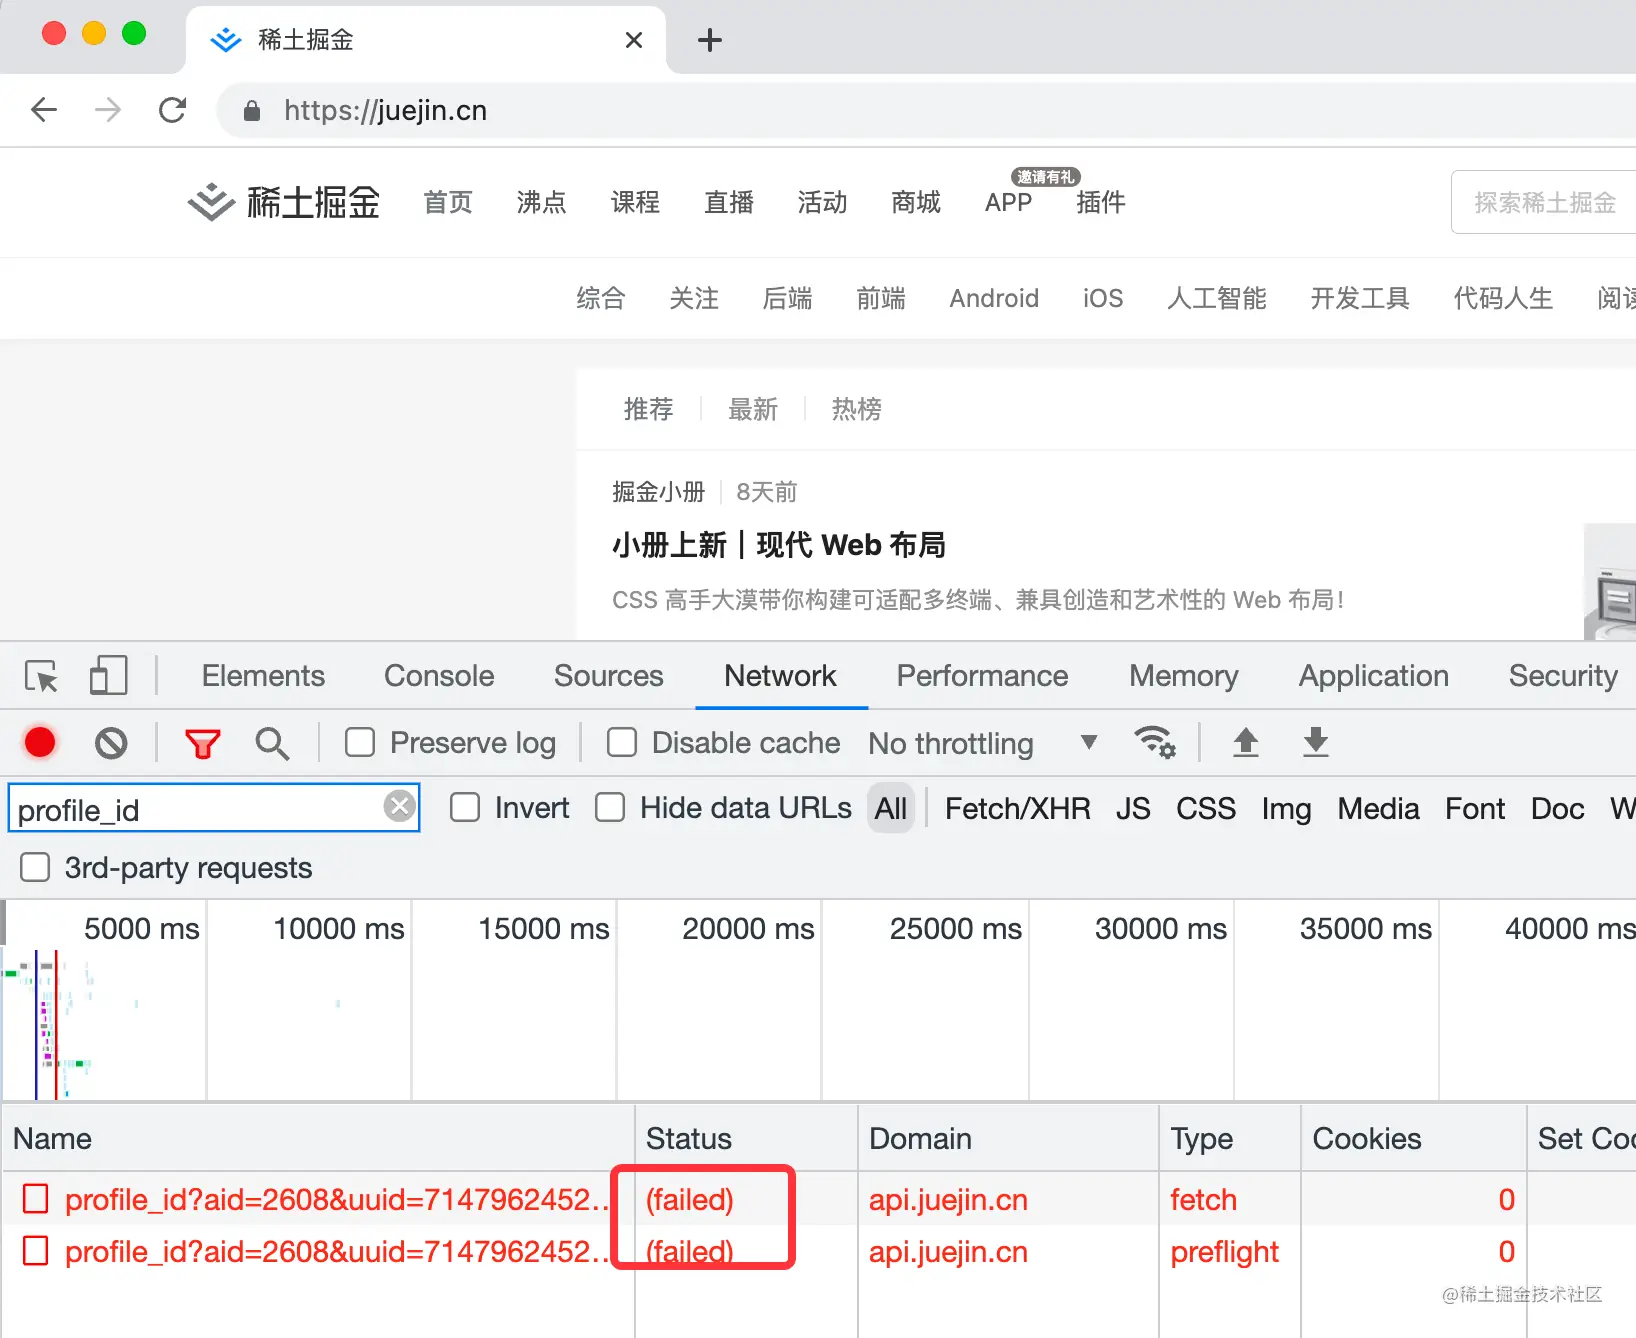 稀土掘金
https://juejin.cn
稀土掘金 首页 沸点 课程 直播 活动 商城 APP 邀请有礼 插件 探索稀土掘金
综合 关注 后端 前端 Android iOS 人工智能 开发工具 代码人生 阅读
推荐 最新 热榜
掘金小册 8天前
小册上新｜现代 Web 布局
CSS 高手大漠带你构建可适配多终端、兼具创造和艺术性的 Web 布局！
Elements Console Sources Network Performance Memory Application Security
Preserve log Disable cache No throttling
profile_id Invert Hide data URLs All Fetch/XHR JS CSS Img Media Font Doc W
3rd-party requests
5000 ms 10000 ms 15000 ms 20000 ms 25000 ms 30000 ms 35000 ms 40000 ms
Name Status Domain Type Cookies Set Coo
profile_id?aid=2608&uuid=7147962452... (failed) api.juejin.cn fetch 0
profile_id?aid=2608&uuid=7147962452... (failed) api.juejin.cn preflight 0
@稀土掘金技术社区